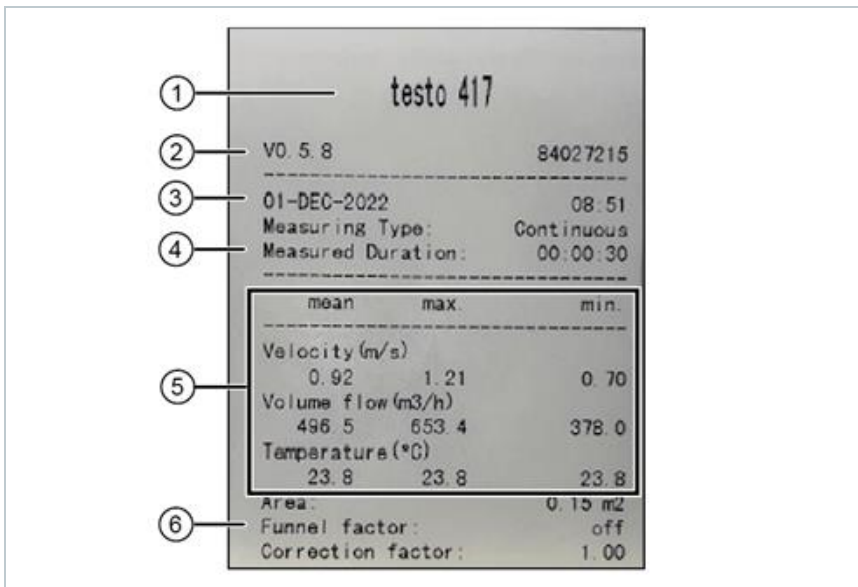 1 testo 417
2 V0.5.8 84027215
3 01-DEC-2022 08:51
Measuring Type: Continuous
4 Measured Duration: 00:00:30
mean max. min.
Velocity(m/s)
5 0.92 1.21 0.70
Volume flow(m3/h)
496.5 653.4 378.0
Temperature(°C)
23.8 23.8 23.8
Area: 0.15 m2
6 Funnel factor: off
Correction factor: 1.00